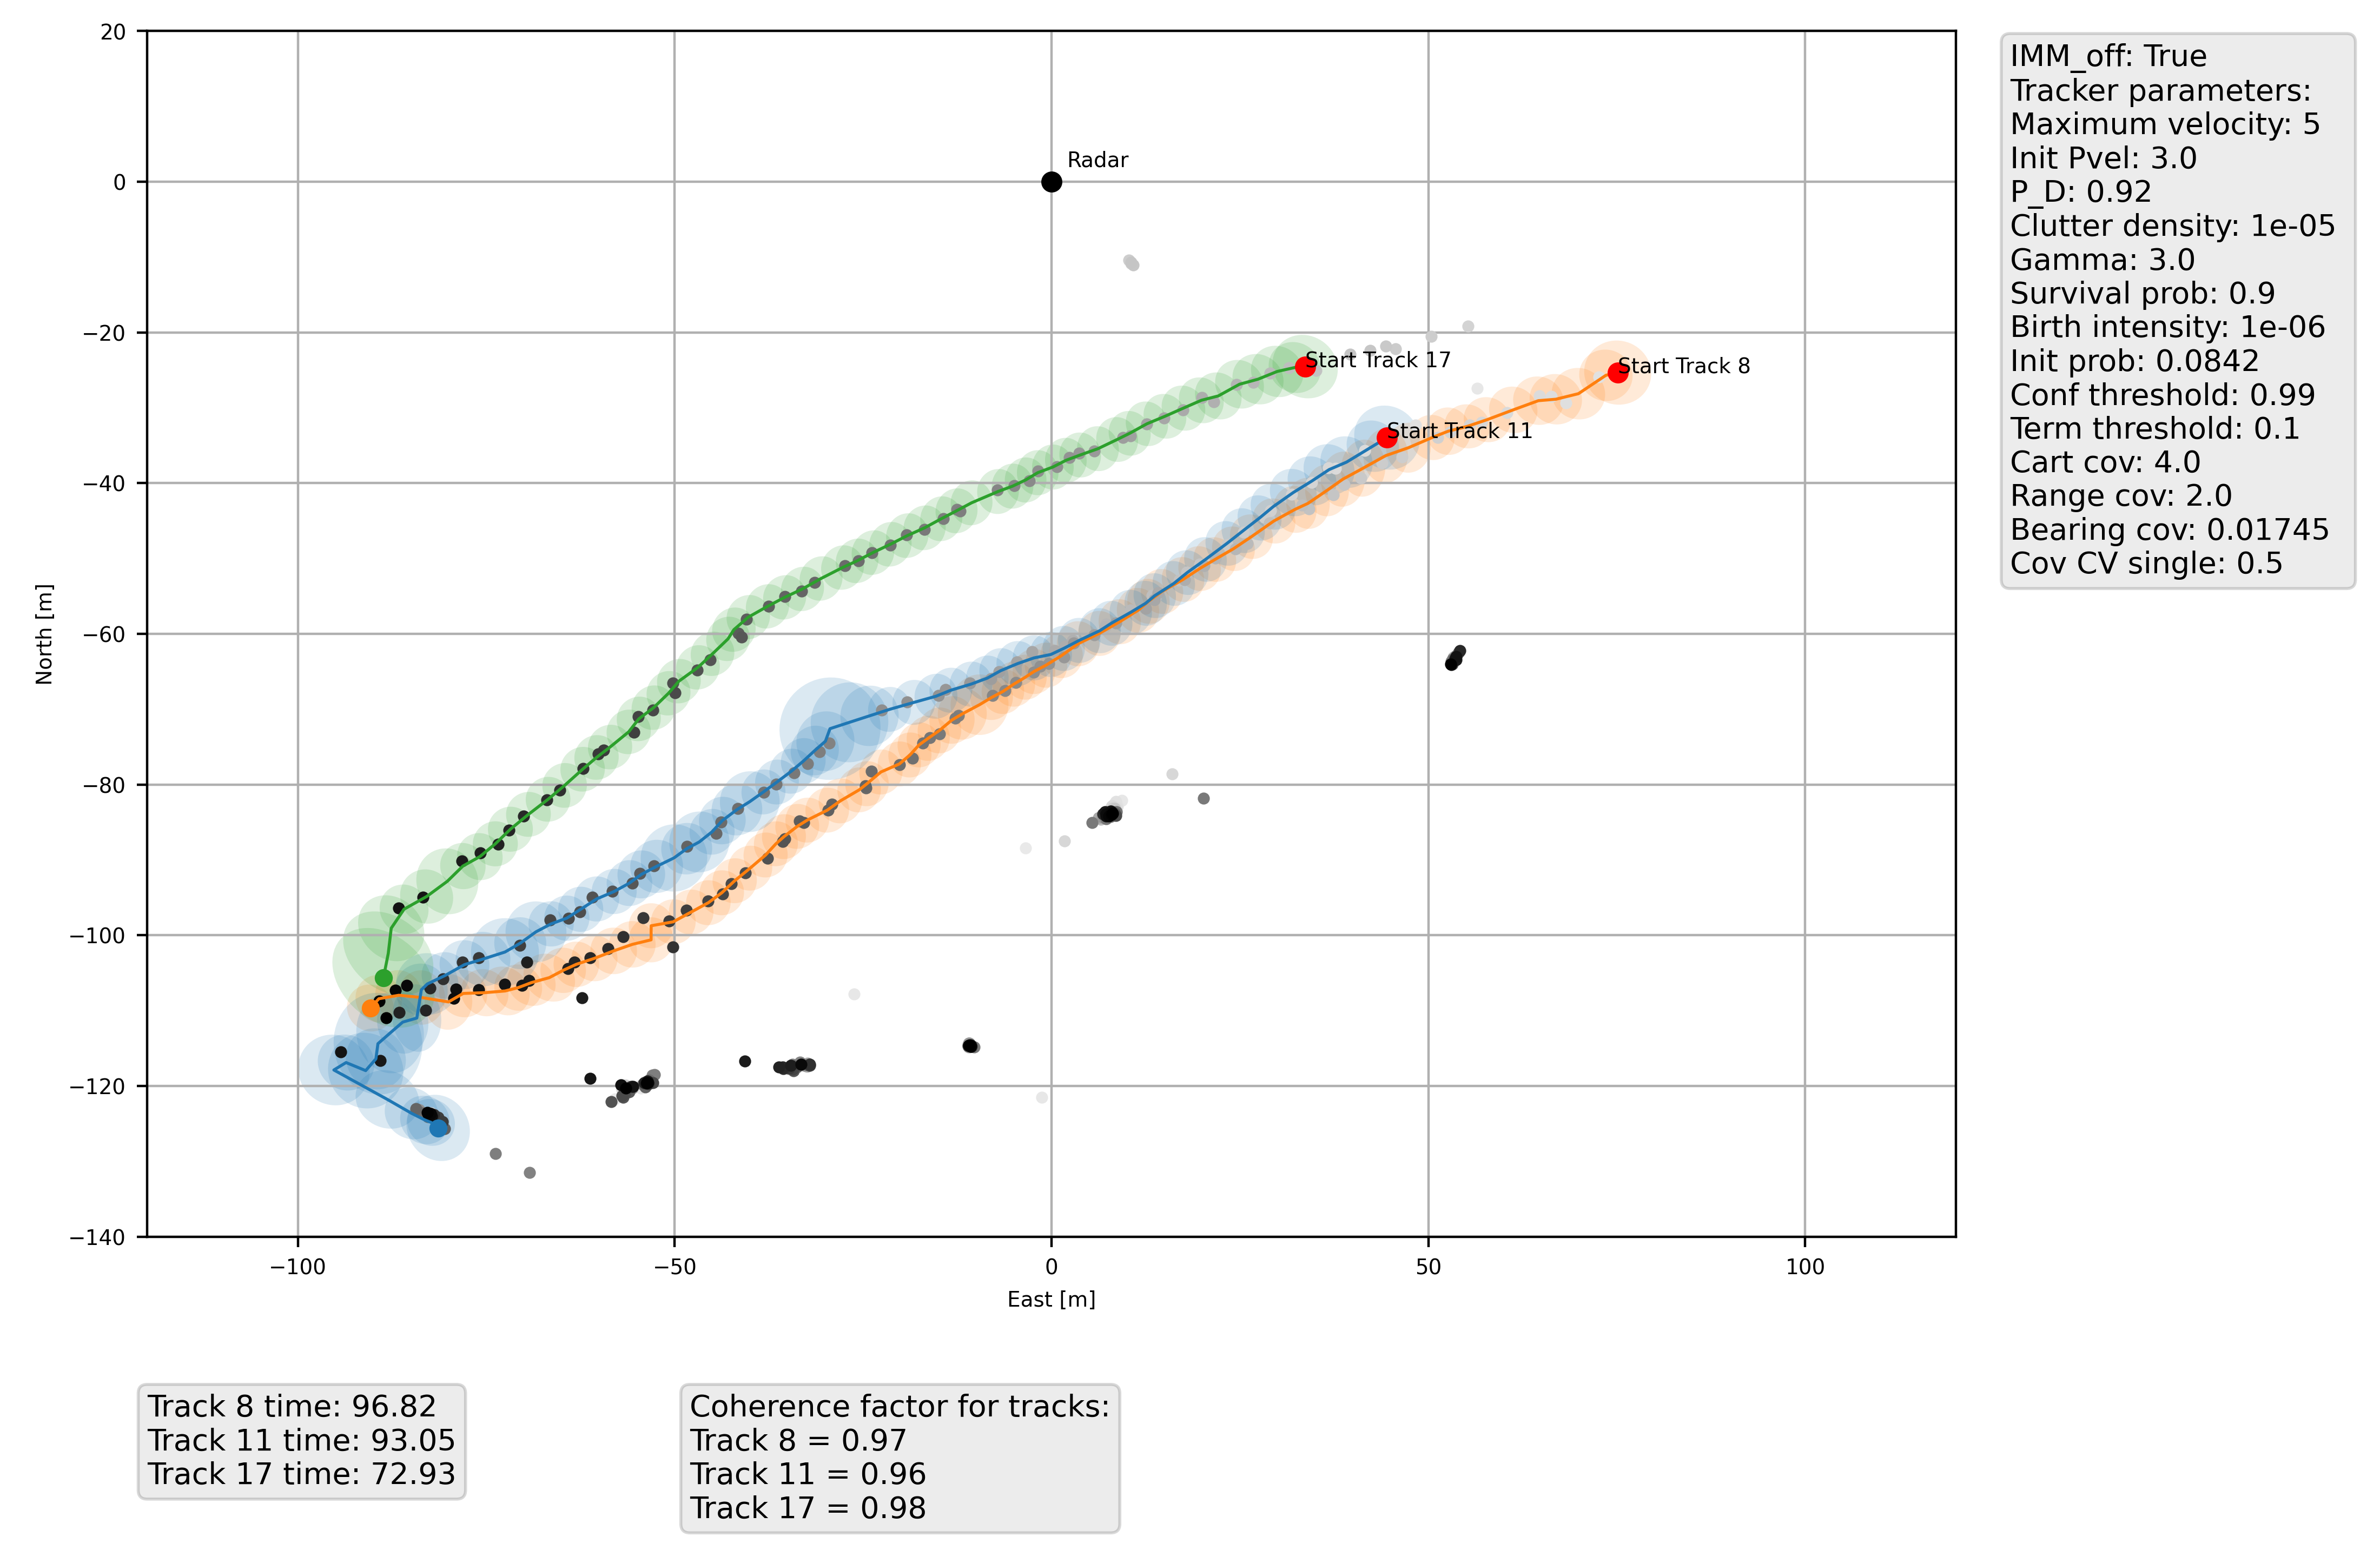 20
0
−20
−40
−60
−80
−100
−120
−140
North [m]
Radar
Start Track 17
Start Track 8
Start Track 11
−100
−50
0
50
100
East [m]
IMM_off: True
Tracker parameters:
Maximum velocity: 5
Init Pvel: 3.0
P_D: 0.92
Clutter density: 1e-05
Gamma: 3.0
Survival prob: 0.9
Birth intensity: 1e-06
Init prob: 0.0842
Conf threshold: 0.99
Term threshold: 0.1
Cart cov: 4.0
Range cov: 2.0
Bearing cov: 0.01745
Cov CV single: 0.5
Track 8 time: 96.82
Track 11 time: 93.05
Track 17 time: 72.93
Coherence factor for tracks:
Track 8 = 0.97
Track 11 = 0.96
Track 17 = 0.98